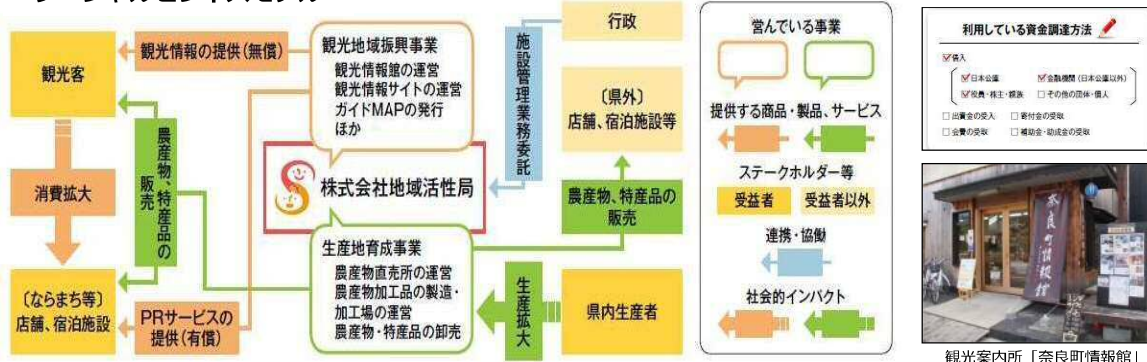 観光客
消費拡大
〔ならまち等〕
店舗、宿泊施設
観光情報の提供（無償）
農産物、特産品の
販売
PRサービスの
提供（有償）
観光地域振興事業
観光情報館の運営
観光情報サイトの運営
ガイドMAPの発行
ほか
株式会社地域活性局
生産地育成事業
農産物直売所の運営
農産物加工品の製造・
加工場の運営
農産物・特産品の卸売
施設管理業務委託
行政
〔県外〕
店舗、宿泊施設等
農産物、特産品の
販売
生産拡大
県内生産者
営んでいる事業
提供する商品・製品、サービス
ステークホルダー等
受益者
受益者以外
連携・協働
社会的インパクト
利用している資金調達方法
借入
日本公庫
金融機関（日本公庫以外）
役員・株主・親族
その他の団体・個人
出資金の受入
寄付金の受取
会費の受取
補助金・助成金の受取
奈良町情報館
観光案内所「奈良町情報館」